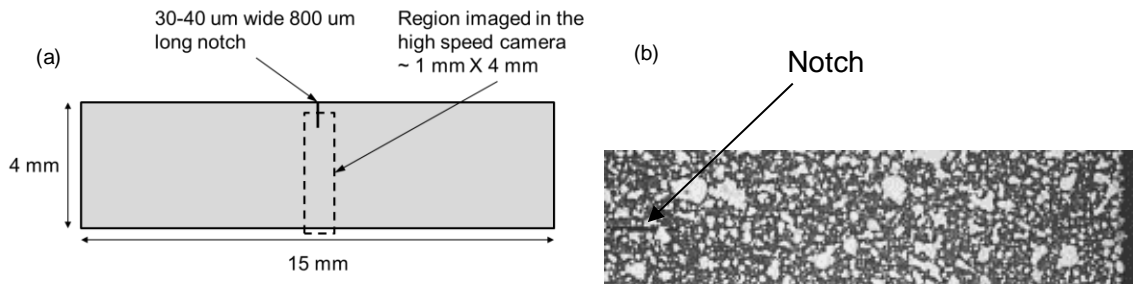 30-40 um wide 800 um
long notch
Region imaged in the
high speed camera
~ 1 mm X 4 mm
(a)
4 mm
15 mm
(b)
Notch